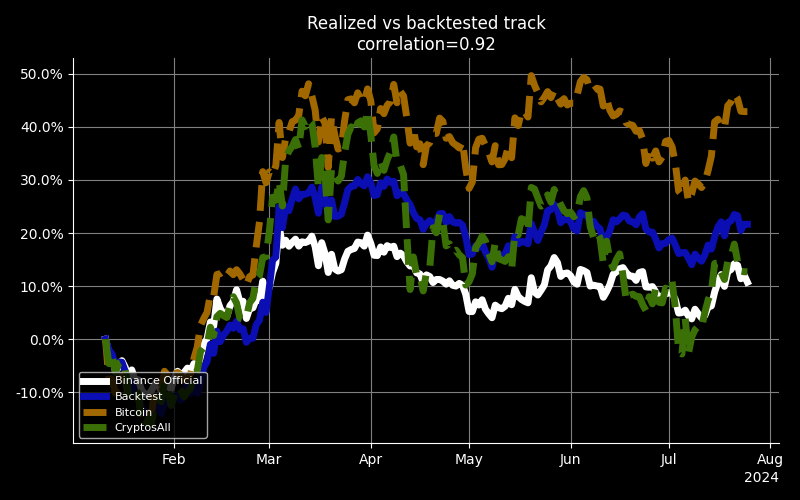 Realized vs backtested track
correlation=0.92
50.0%
40.0%
30.0%
20.0%
10.0%
0.0%
-10.0%
Binance Official
Backtest
Bitcoin
CryptosAll
Feb
Mar
Apr
May
Jun
Jul
Aug
2024